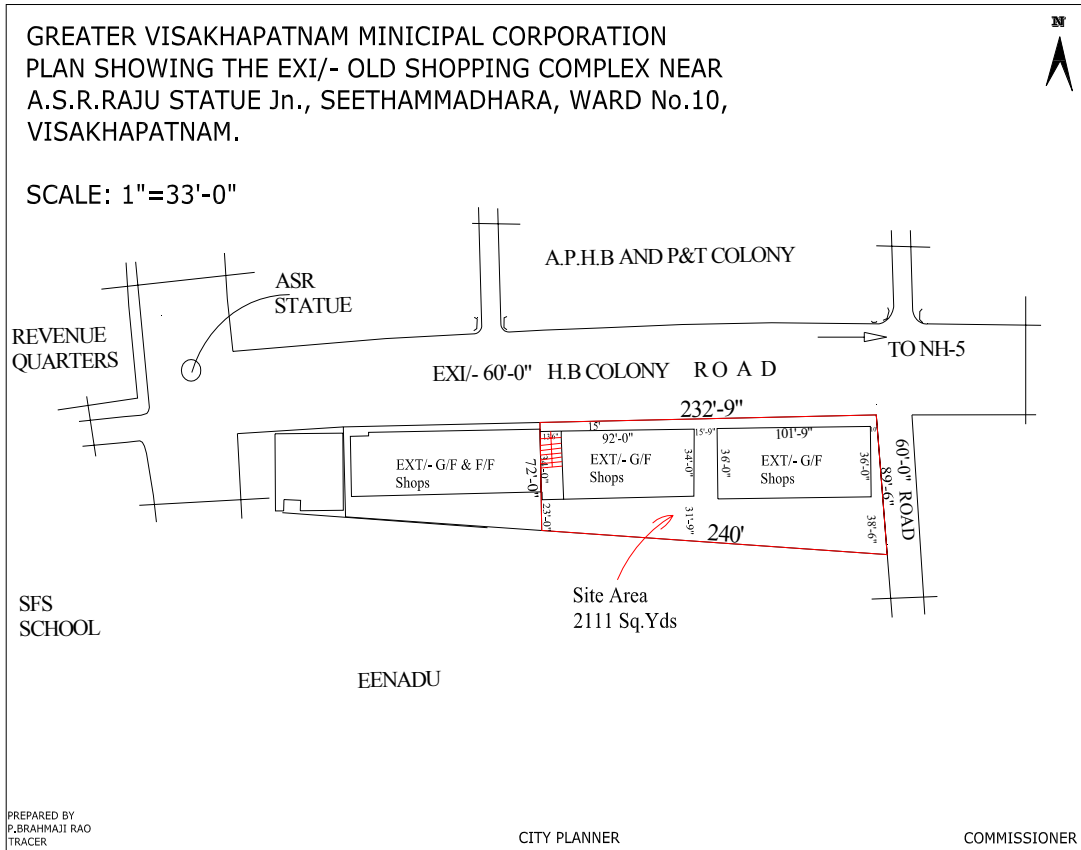 GREATER VISAKHAPATNAM MINICIPAL CORPORATION
PLAN SHOWING THE EXI/- OLD SHOPPING COMPLEX NEAR
A.S.R.RAJU STATUE Jn., SEETHAMMADHARA, WARD No.10,
VISAKHAPATNAM.
N
SCALE: 1"=33'-0"
A.P.H.B AND P&T COLONY
ASR
STATUE
REVENUE
QUARTERS
TO NH-5
EXI/- 60'-0" H.B COLONY ROAD
232'-9"
15'
92'-0"
15'-9"
101'-9"
EXT/- G/F & F/F
Shops
72'-0"
34'-0"
EXT/- G/F
Shops
34'-0"
36'-0"
EXT/- G/F
Shops
36'-0"
89'-6"
60'-0" ROAD
23'-0"
31'-9"
240'
38'-6"
Site Area
2111 Sq.Yds
SFS
SCHOOL
EENADU
PREPARED BY
P.BRAHMAJI RAO
TRACER
CITY PLANNER
COMMISSIONER